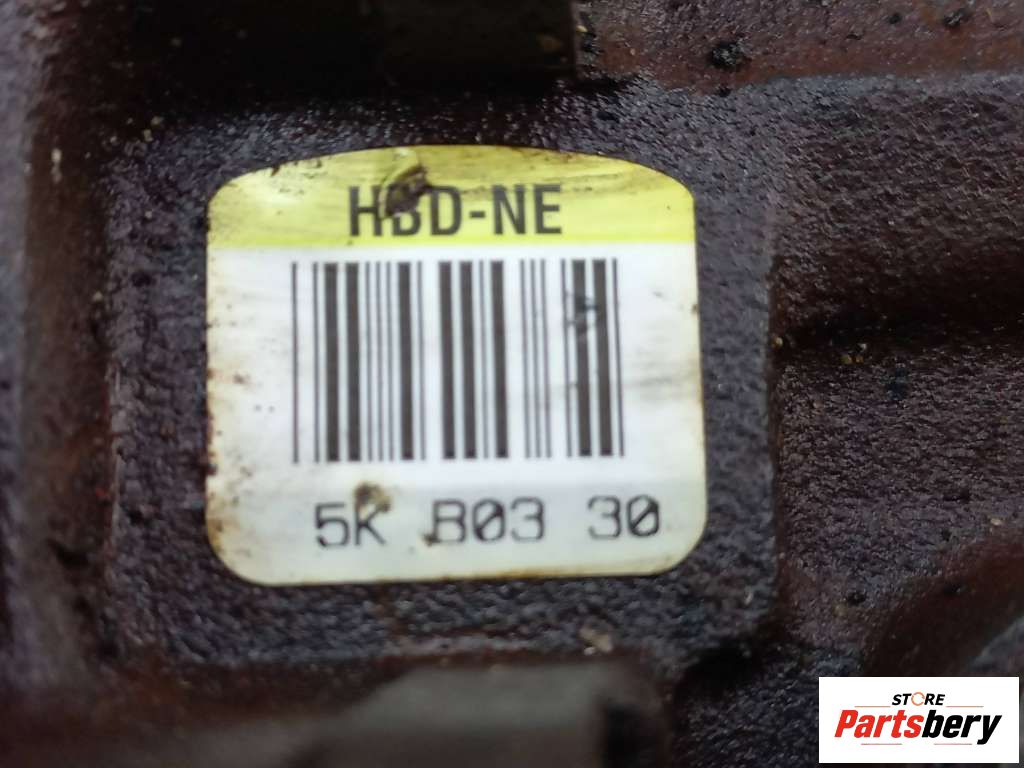 HBD-NE
5K B03 30
STORE
Partsbery